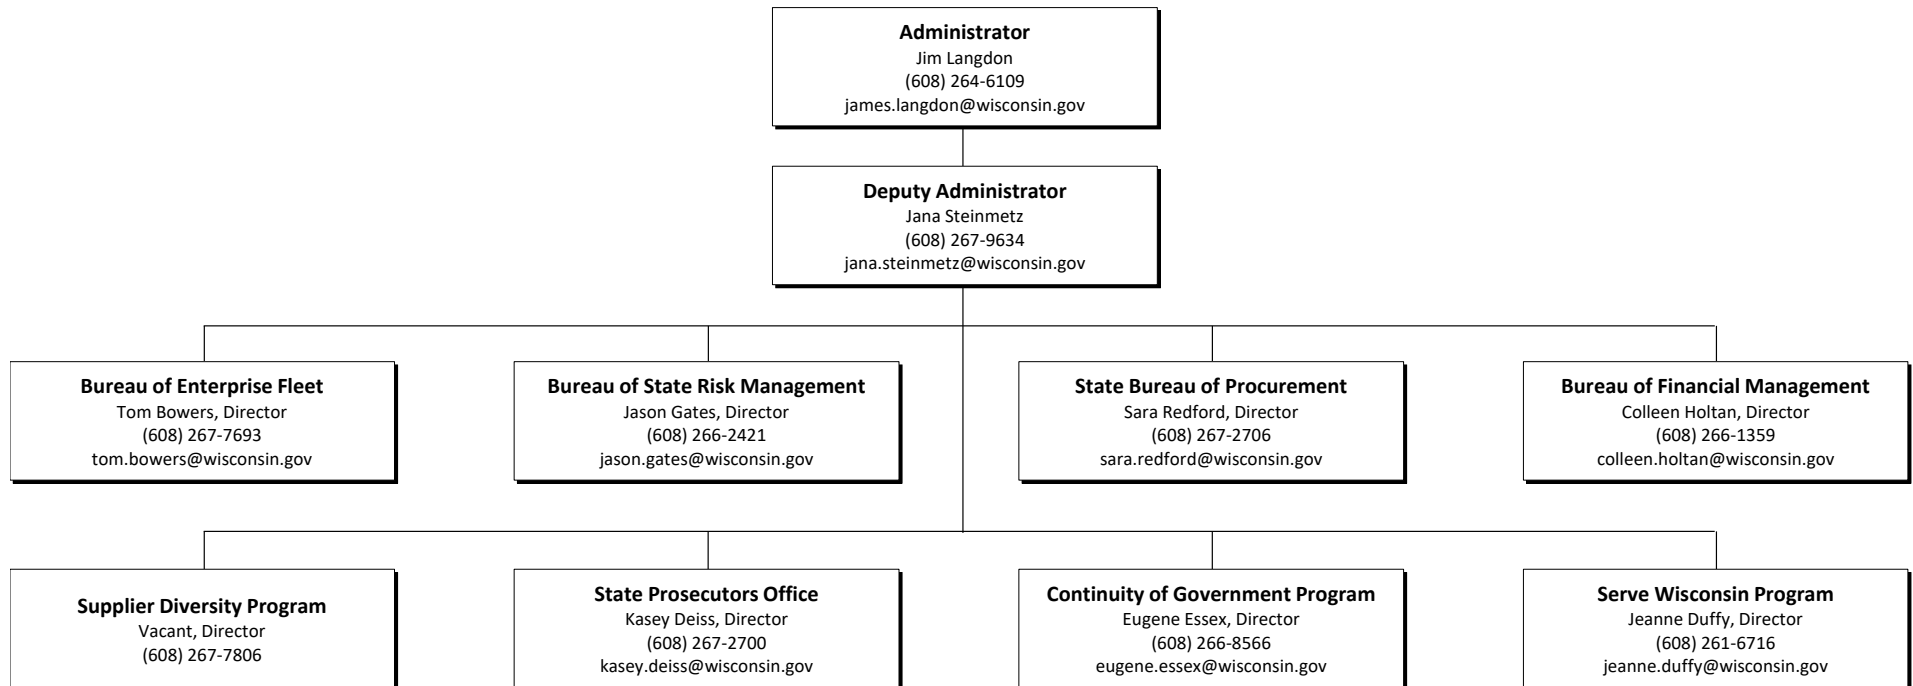 Administrator
Jim Langdon
(608) 264-6109
james.langdon@wisconsin.gov
Deputy Administrator
Jana Steinmetz
(608) 267-9634
jana.steinmetz@wisconsin.gov
Bureau of Enterprise Fleet
Tom Bowers, Director
(608) 267-7693
tom.bowers@wisconsin.gov
Bureau of State Risk Management
Jason Gates, Director
(608) 266-2421
jason.gates@wisconsin.gov
State Bureau of Procurement
Sara Redford, Director
(608) 267-2706
sara.redford@wisconsin.gov
Bureau of Financial Management
Colleen Holtan, Director
(608) 266-1359
colleen.holtan@wisconsin.gov
Supplier Diversity Program
Vacant, Director
(608) 267-7806
State Prosecutors Office
Kasey Deiss, Director
(608) 267-2700
kasey.deiss@wisconsin.gov
Continuity of Government Program
Eugene Essex, Director
(608) 266-8566
eugene.essex@wisconsin.gov
Serve Wisconsin Program
Jeanne Duffy, Director
(608) 261-6716
jeanne.duffy@wisconsin.gov